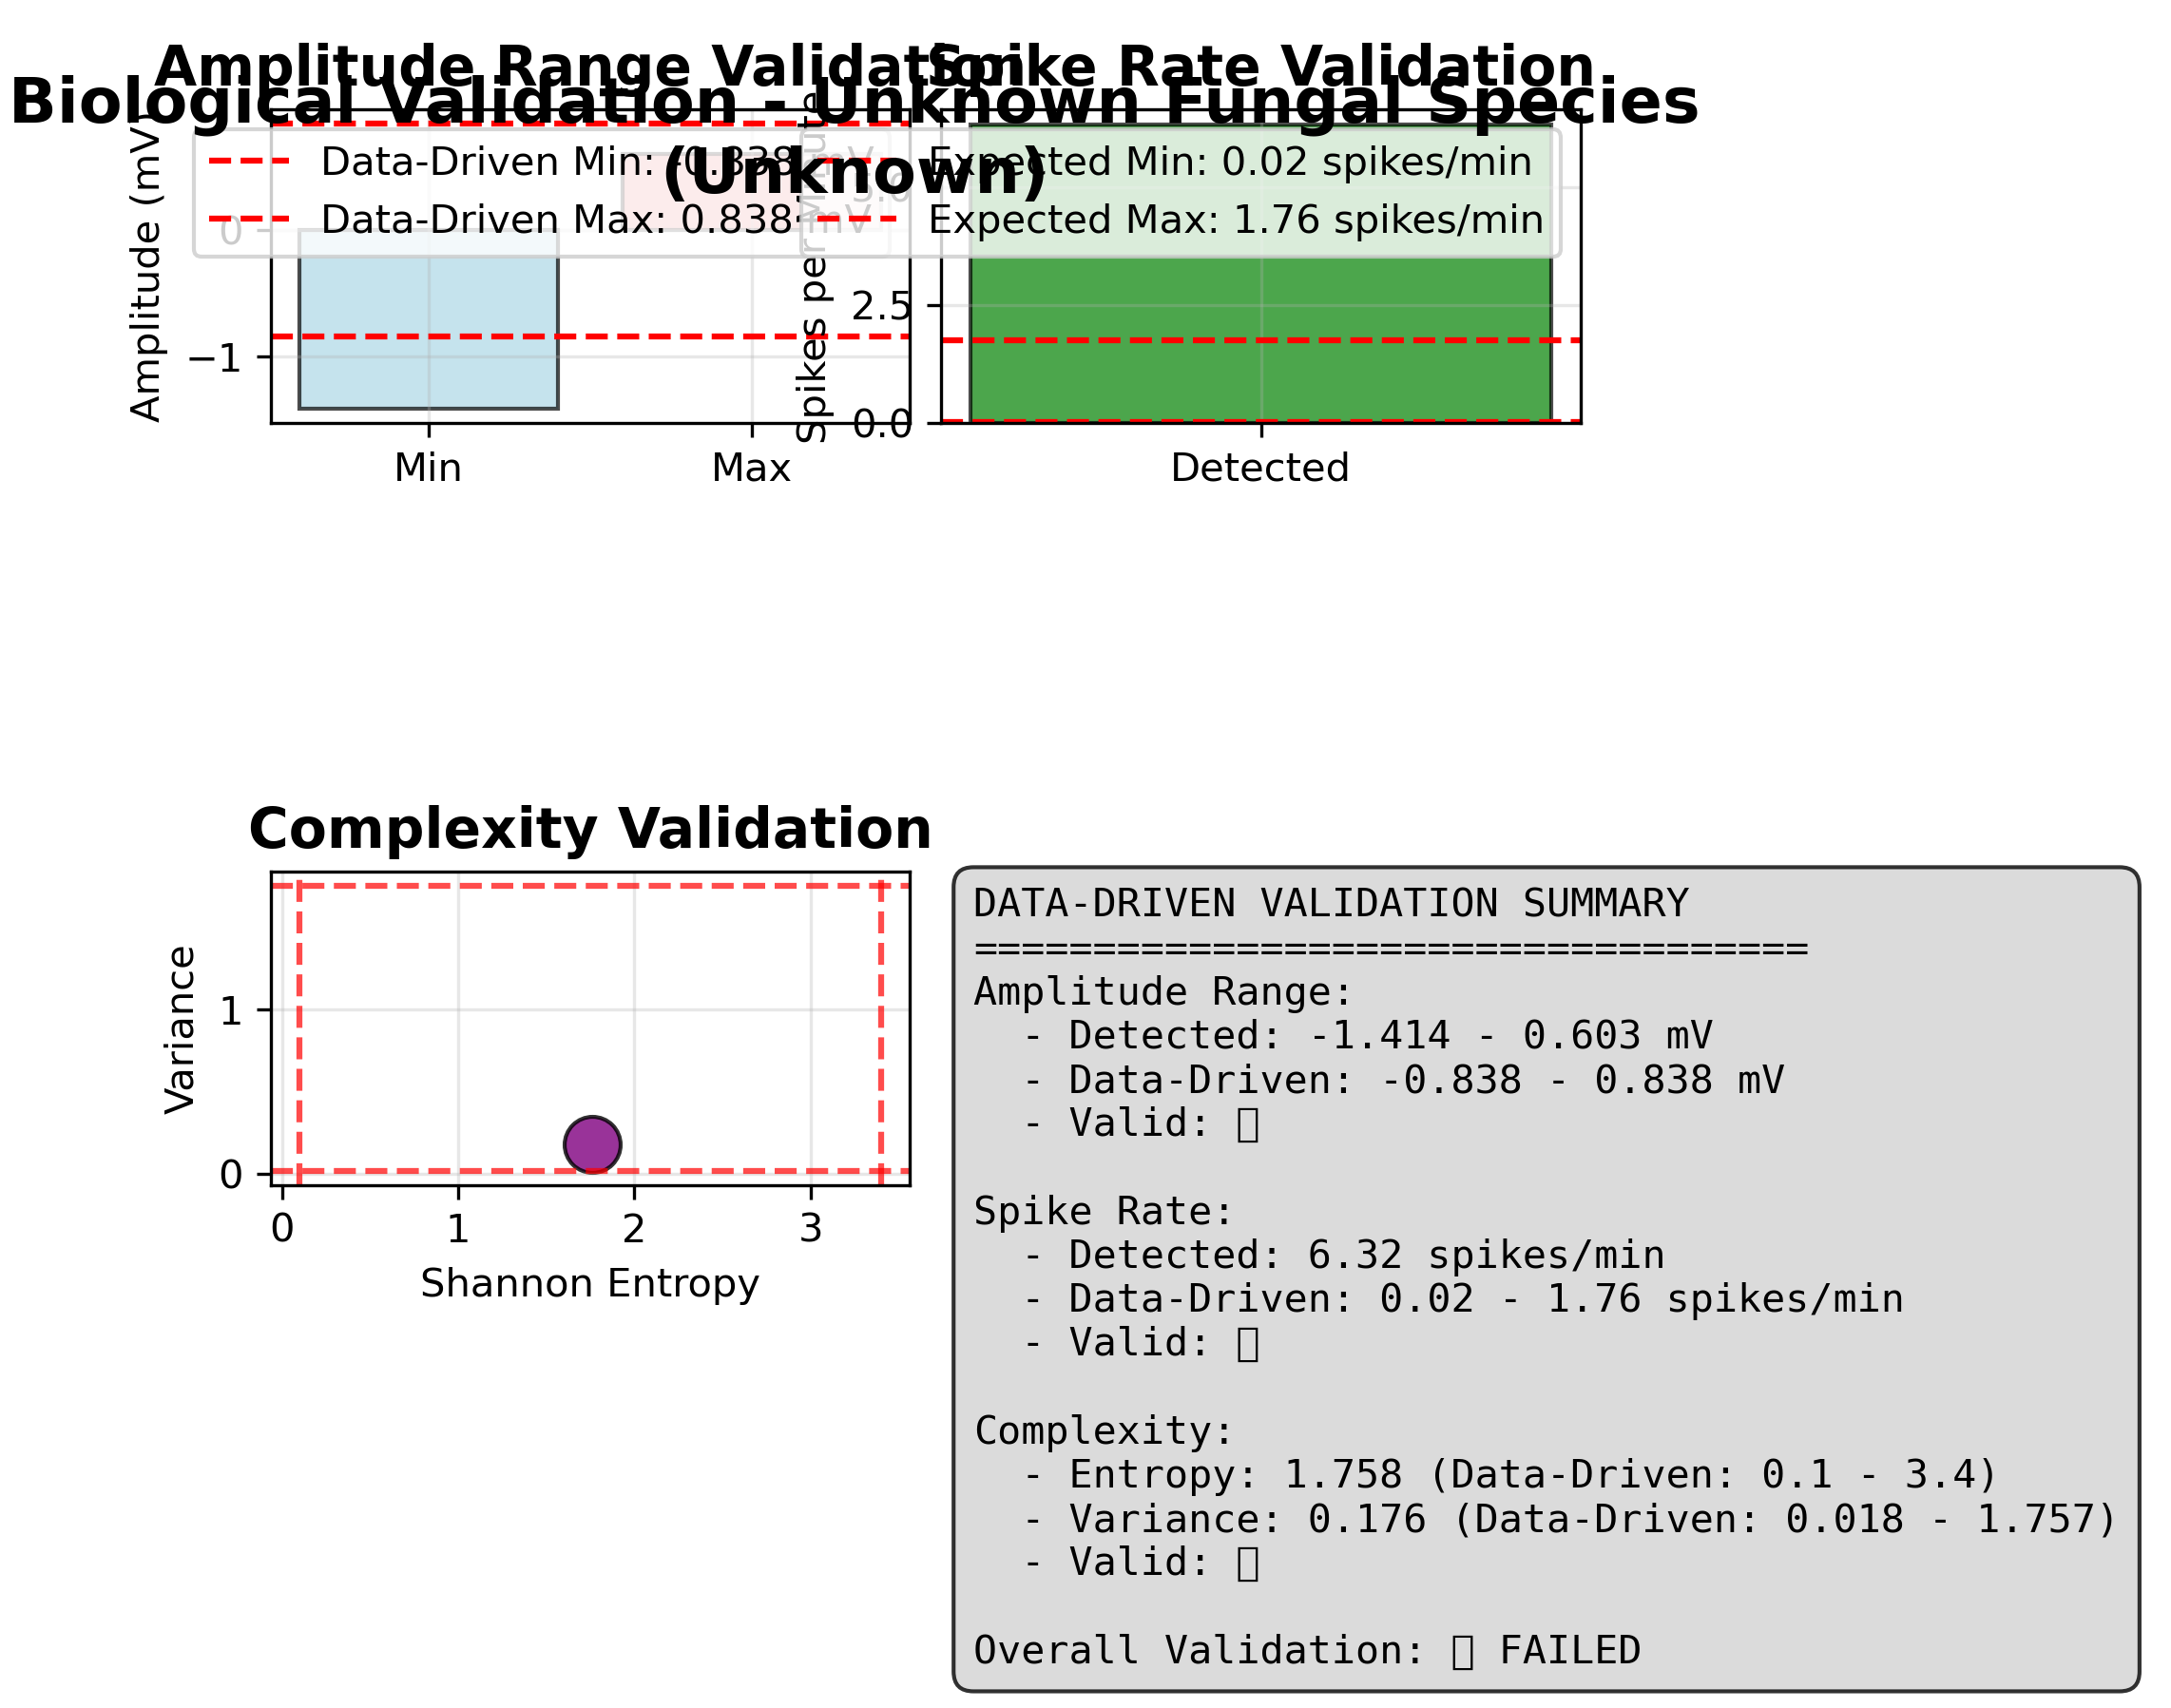 Amplitude Range Validation
Spike Rate Validation
Biological Validation - Unknown Fungal Species
(Unknown)
Amplitude (mV)
Data-Driven Min: -0.838 mV
Data-Driven Max: 0.838 mV
0
−1
Min
Max
Spikes per Minute
Expected Min: 0.02 spikes/min
Expected Max: 1.76 spikes/min
5.0
2.5
0.0
Detected
Complexity Validation
Variance
1
0
0
1
2
3
Shannon Entropy
DATA-DRIVEN VALIDATION SUMMARY
===================================
Amplitude Range:
- Detected: -1.414 - 0.603 mV
- Data-Driven: -0.838 - 0.838 mV
- Valid: 
Spike Rate:
- Detected: 6.32 spikes/min
- Data-Driven: 0.02 - 1.76 spikes/min
- Valid: 
Complexity:
- Entropy: 1.758 (Data-Driven: 0.1 - 3.4)
- Variance: 0.176 (Data-Driven: 0.018 - 1.757)
- Valid: 
Overall Validation: FAILED